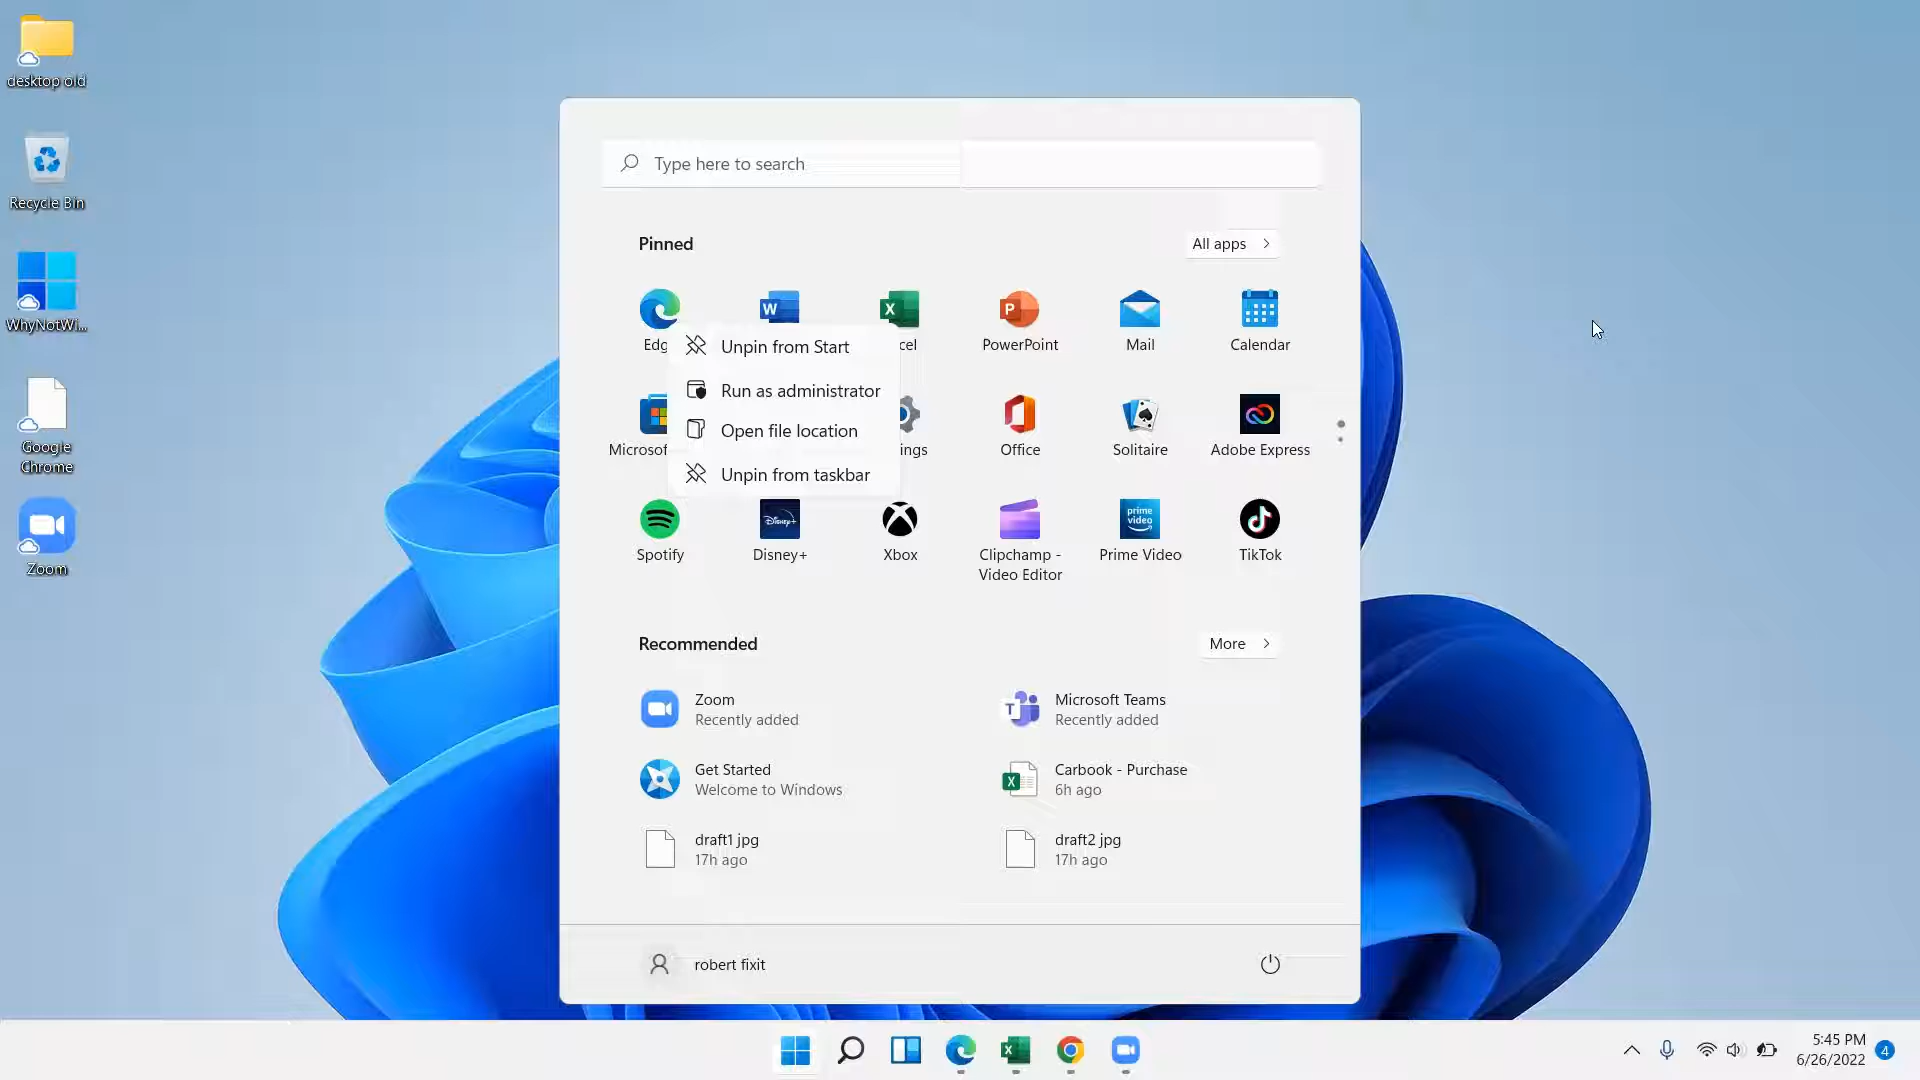 desktop old
Recycle Bin
WhyNotWi...
Google
Chrome
Zoom
Type here to search
Pinned
All apps
W
X
P
Edg
cel
PowerPoint
Mail
Calendar
Unpin from Start
Run as administrator
Open file location
Unpin from taskbar
Microsof
ings
Office
Solitaire
Adobe Express
Disney+
prime
video
Spotify
Disney+
Xbox
Clipchamp -
Video Editor
Prime Video
TikTok
Recommended
More
Zoom
Recently added
T
Microsoft Teams
Recently added
Get Started
Welcome to Windows
X
Carbook - Purchase
6h ago
draft1 jpg
17h ago
draft2 jpg
17h ago
robert fixit
X
5:45 PM
6/26/2022
4